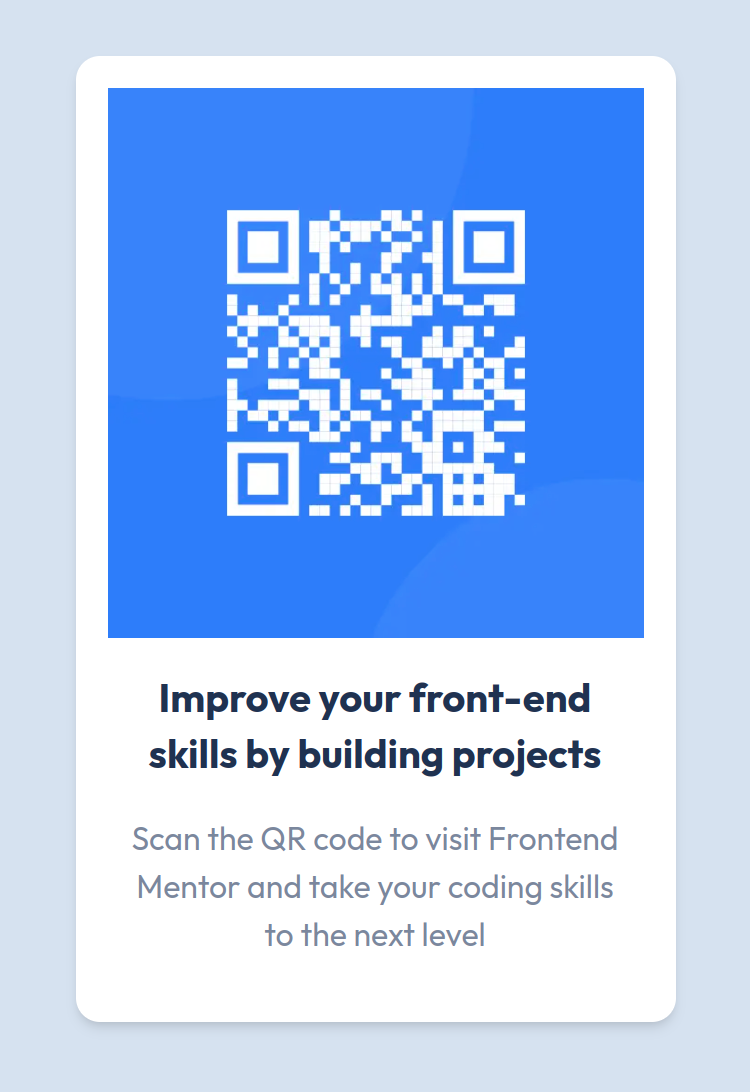 Improve your front-end
skills by building projects
Scan the QR code to visit Frontend
Mentor and take your coding skills
to the next level